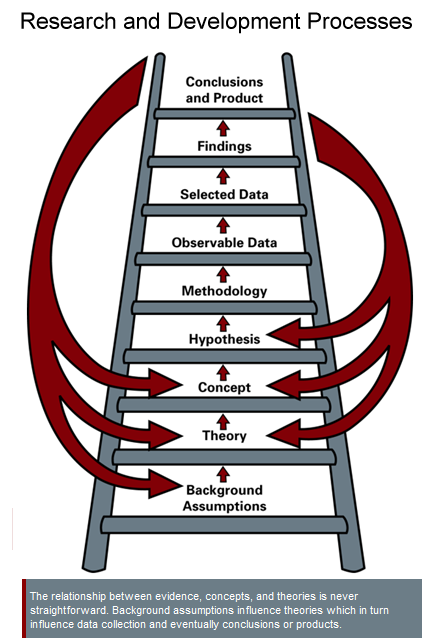 Research and Development Processes
Conclusions
and Product
Findings
Selected Data
Observable Data
Methodology
Hypothesis
Concept
Theory
Background
Assumptions
The relationship between evidence, concepts, and theories is never
straightforward. Background assumptions influence theories which in turn
influence data collection and eventually conclusions or products.